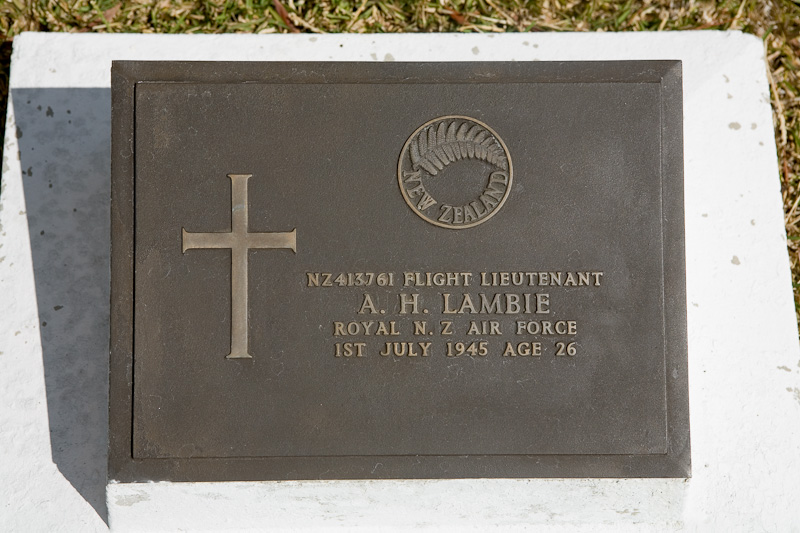 NEW ZEALAND
NZ413761 FLIGHT LIEUTENANT
A. H. LAMBIE
ROYAL N.Z AIR FORCE
1ST JULY 1945 AGE 26